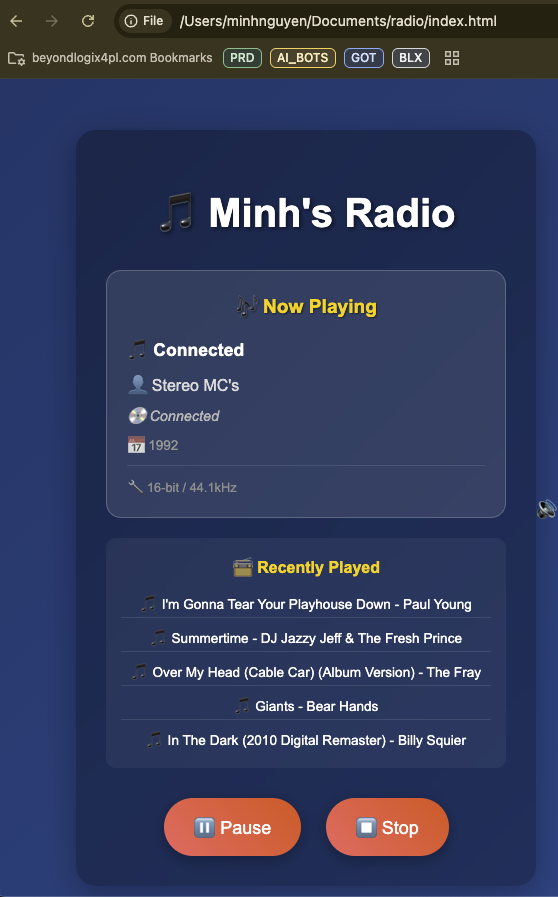 File /Users/minhnguyen/Documents/radio/index.html
beyondlogix4pl.com Bookmarks PRD AI_BOTS GOT BLX
Minh's Radio
Now Playing
Connected
Stereo MC's
Connected
17 1992
16-bit / 44.1kHz
Recently Played
I'm Gonna Tear Your Playhouse Down - Paul Young
Summertime - DJ Jazzy Jeff & The Fresh Prince
Over My Head (Cable Car) (Album Version) - The Fray
Giants - Bear Hands
In The Dark (2010 Digital Remaster) - Billy Squier
Pause Stop